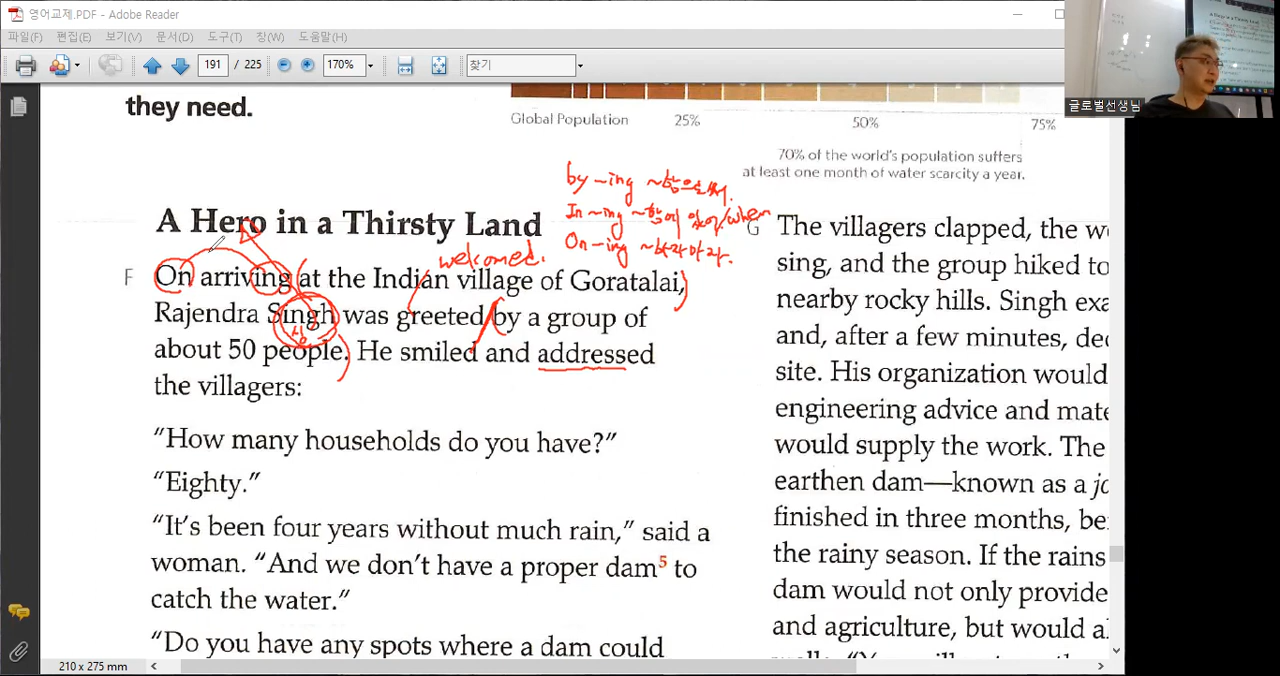 영어교제.PDF - Adobe Reader
파일(F) 편집(E) 보기(V) 문서(D) 도구(T) 창(W) 도움말(H)
191 / 225 170% 찾기
글로벌선생님
they need.
Global Population 25% 50% 75%
70% of the world's population suffers
at least one month of water scarcity a year.
by -ing ~함으로써.
In -ing ~함에 있어/when
On -ing ~하자마자.
A Hero in a Thirsty Land
welcomed.
F On arriving at the Indian village of Goratalai,
Rajendra Singh was greeted by a group of
about 50 people. He smiled and addressed
the villagers:
"How many households do you have?"
"Eighty."
"It's been four years without much rain," said a
woman. "And we don't have a proper dam5 to
catch the water."
"Do you have any spots where a dam could
G The villagers clapped, the
sing, and the group hiked to
nearby rocky hills. Singh exa
and, after a few minutes, dec
site. His organization would
engineering advice and mate
would supply the work. The
earthen dam—known as a jo
finished in three months, be
the rainy season. If the rains
dam would not only provide
and agriculture, but would a
210 x 275 mm